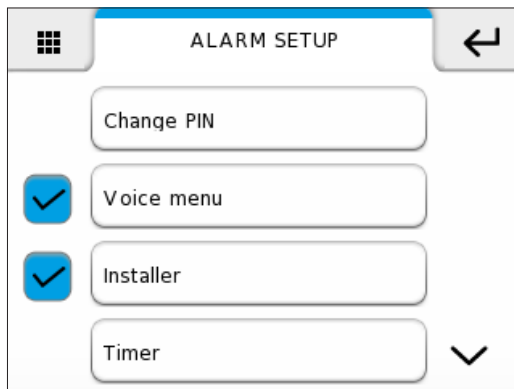 ALARM SETUP
Change PIN
Voice menu
Installer
Timer